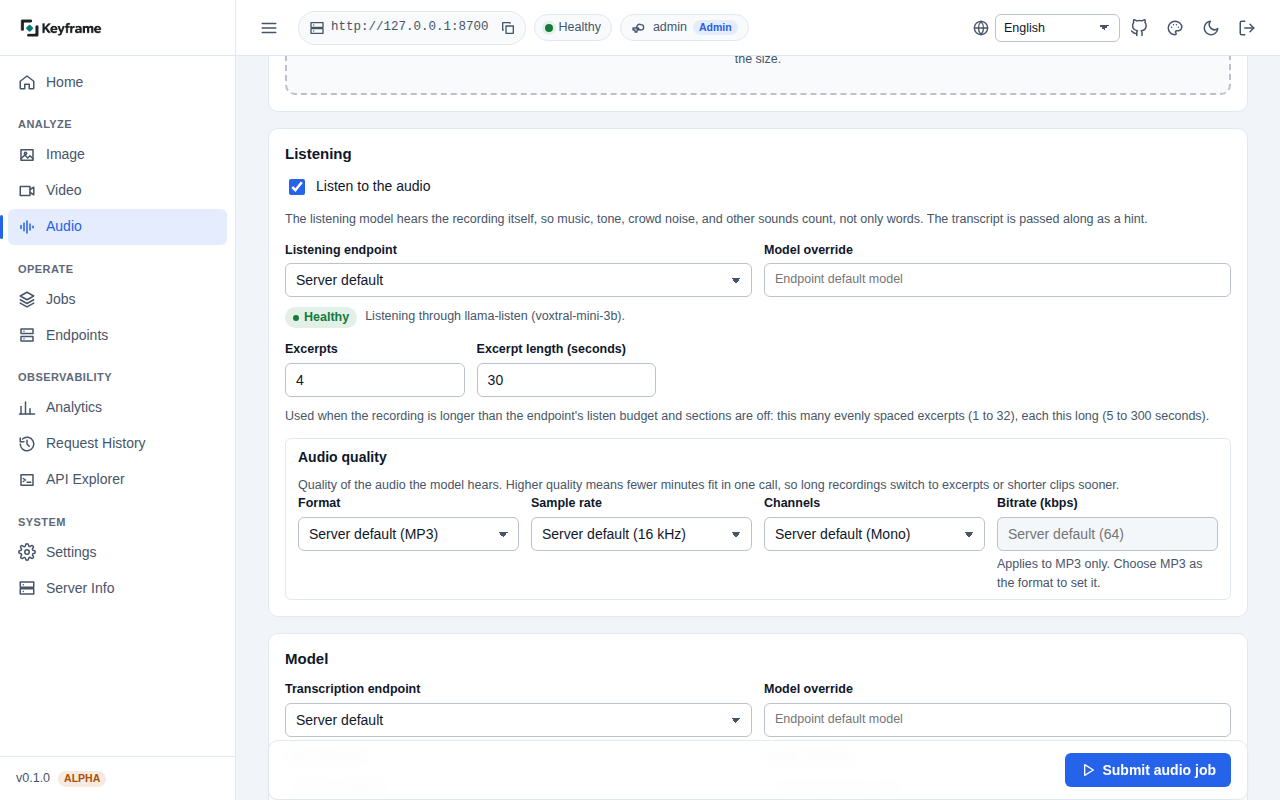 Keyframe
http://127.0.0.1:8700
Healthy
admin Admin
English
Home
ANALYZE
Image
Video
Audio
OPERATE
Jobs
Endpoints
OBSERVABILITY
Analytics
Request History
API Explorer
SYSTEM
Settings
Server Info
v0.1.0 ALPHA
the size.
Listening
Listen to the audio
The listening model hears the recording itself, so music, tone, crowd noise, and other sounds count, not only words. The transcript is passed along as a hint.
Listening endpoint Model override
Server default Endpoint default model
Healthy Listening through llama-listen (voxtral-mini-3b).
Excerpts Excerpt length (seconds)
4 30
Used when the recording is longer than the endpoint's listen budget and sections are off: this many evenly spaced excerpts (1 to 32), each this long (5 to 300 seconds).
Audio quality
Quality of the audio the model hears. Higher quality means fewer minutes fit in one call, so long recordings switch to excerpts or shorter clips sooner.
Format Sample rate Channels Bitrate (kbps)
Server default (MP3) Server default (16 kHz) Server default (Mono) Server default (64)
Applies to MP3 only. Choose MP3 as
the format to set it.
Model
Transcription endpoint Model override
Server default Endpoint default model
Submit audio job